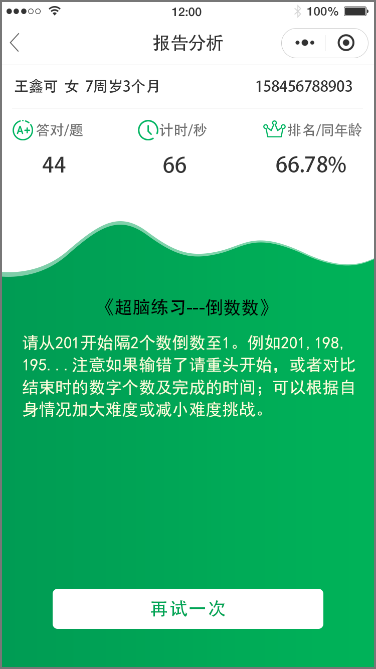 12:00
100%
报告分析
王鑫可 女 7周岁3个月 158456788903
A+ 答对/题 计时/秒 排名/同年龄
44 66 66.78%
《超脑练习---倒数数》
请从201开始隔2个数倒数至1。例如201,198,
195...注意如果输错了请重头开始，或者对比
结束时的数字个数及完成的时间；可以根据自
身情况加大难度或减小难度挑战。
再试一次